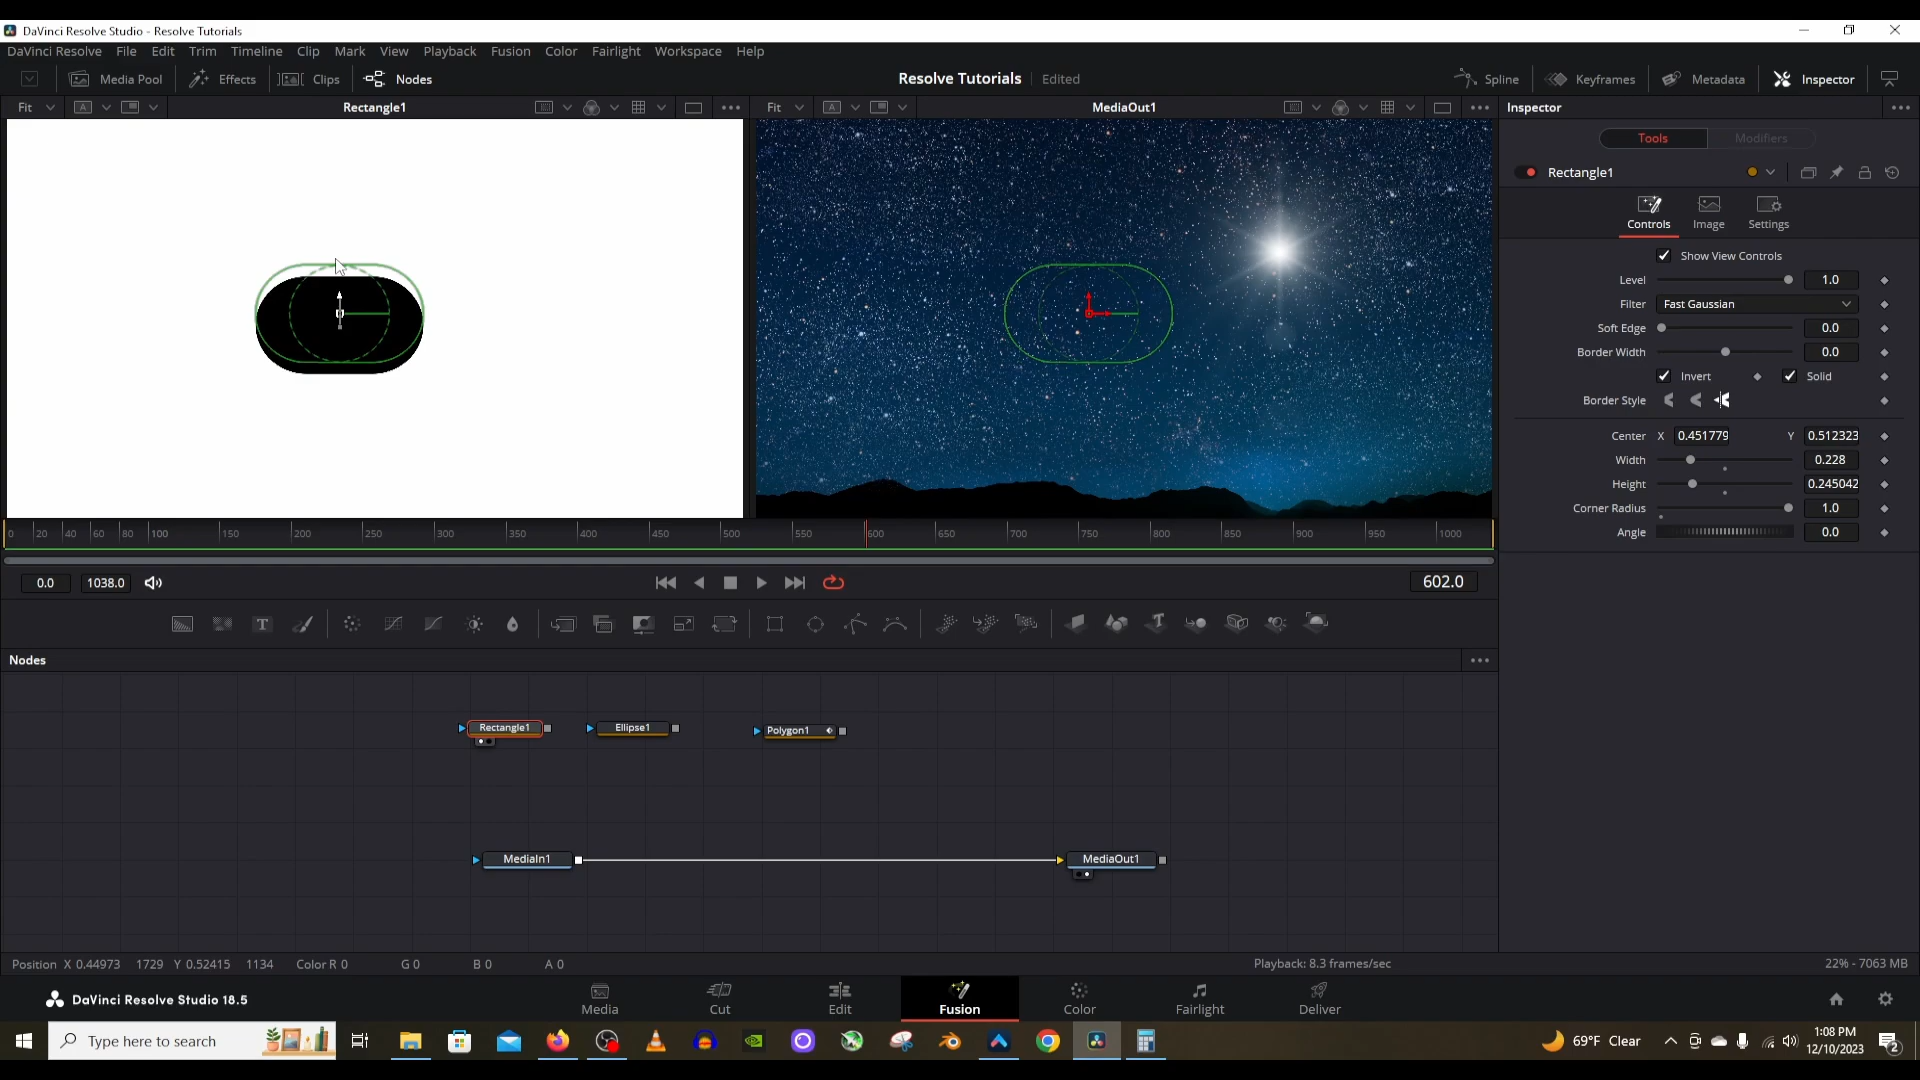 DaVinci Resolve Studio - Resolve Tutorials
DaVinci Resolve File Edit Trim Timeline Clip Mark View Playback Fusion Color Fairlight Workspace Help
Media Pool Effects Clips Nodes Resolve Tutorials Edited Spline Keyframes Metadata Inspector
Fit A Rectangle1 Fit A MediaOut1 Inspector
Tools Modifiers
Rectangle1
Controls Image Settings
Show View Controls
Level 1.0
Filter Fast Gaussian
Soft Edge 0.0
Border Width 0.0
Invert Solid
Border Style
Center X 0.451779 Y 0.512323
Width 0.228
Height 0.245042
Corner Radius 1.0
Angle 0.0
0 20 40 60 80 100 150 200 250 300 350 400 450 500 550 600 650 700 750 800 850 900 950 1000
0.0 1038.0 602.0
T T
Nodes
Rectangle1 Ellipse1 Polygon1
MediaIn1 MediaOut1
Position X 0.44973 1729 Y 0.52415 1134 Color R 0 G 0 B 0 A 0 Playback: 8.3 frames/sec 22% - 7063 MB
DaVinci Resolve Studio 18.5 Media Cut Edit Fusion Color Fairlight Deliver
Type here to search 69°F Clear 1:08 PM
12/10/2023 2